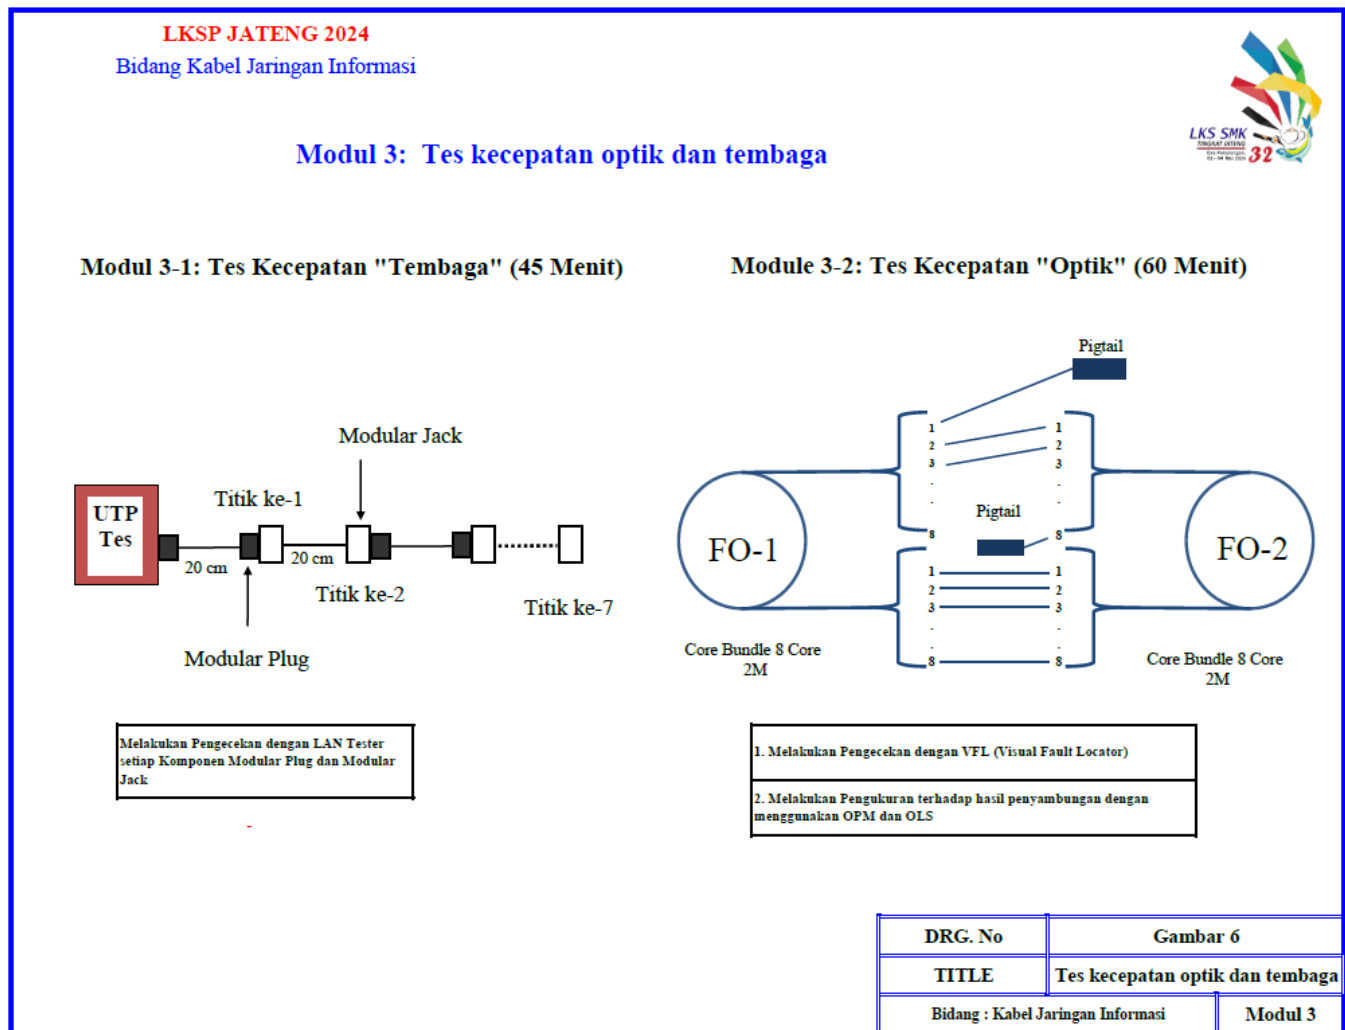 LKSP JATENG 2024
Bidang Kabel Jaringan Informasi
LKS SMK
TINGKAT JATENG
32
Modul 3: Tes kecepatan optik dan tembaga
Modul 3-1: Tes Kecepatan "Tembaga" (45 Menit)
Modular Jack
UTP
Tes
Titik ke-1
20 cm
20 cm
Titik ke-2
Titik ke-7
Modular Plug
Melakukan Pengecekan dengan LAN Tester
setiap Komponen Modular Plug dan Modular
Jack
-
Module 3-2: Tes Kecepatan "Optik" (60 Menit)
Pigtail
1 1
2 2
3 3
. .
. .
8 8
Pigtail
FO-1
FO-2
1 1
2 2
3 3
. .
. .
8 8
Core Bundle 8 Core
2M
Core Bundle 8 Core
2M
1. Melakukan Pengecekan dengan VFL (Visual Fault Locator)
2. Melakukan Pengukuran terhadap hasil penyambungan dengan
menggunakan OPM dan OLS
DRG. No Gambar 6
TITLE Tes kecepatan optik dan tembaga
Bidang : Kabel Jaringan Informasi Modul 3